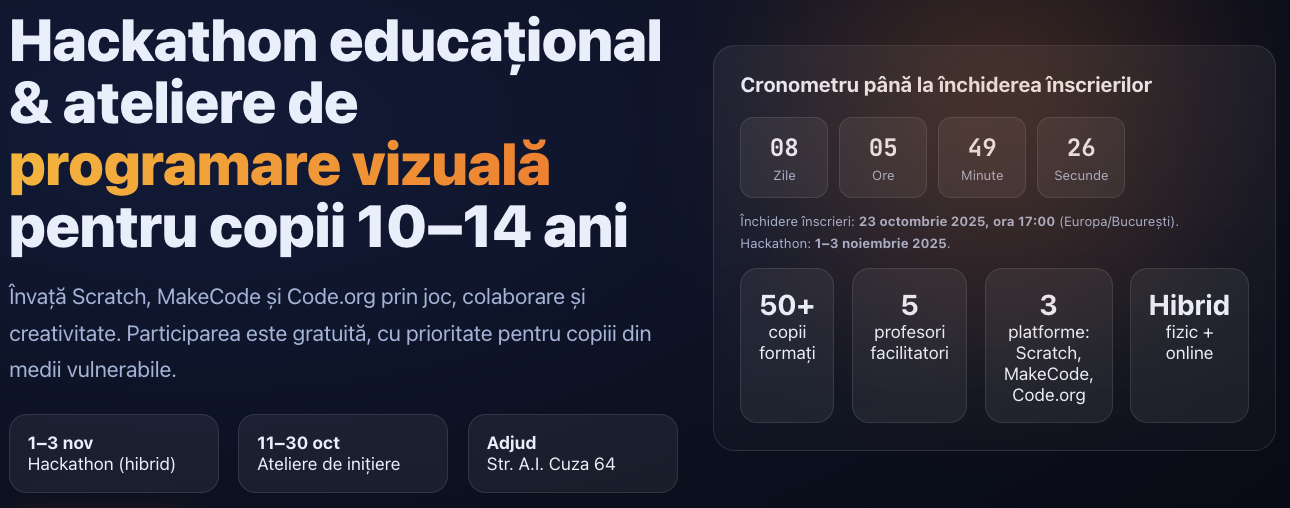 Hackathon educațional
& ateliere de
programare vizuală
pentru copii 10–14 ani
Învață Scratch, MakeCode și Code.org prin joc, colaborare și
creativitate. Participarea este gratuită, cu prioritate pentru copiii din
medii vulnerabile.
1–3 nov
Hackathon (hibrid)
11–30 oct
Ateliere de inițiere
Adjud
Str. A.I. Cuza 64
Cronometru până la închiderea înscrierilor
08
Zile
05
Ore
49
Minute
26
Secunde
Închidere înscrieri: 23 octombrie 2025, ora 17:00 (Europa/București).
Hackathon: 1–3 noiembrie 2025.
50+
copii
formați
5
profesori
facilitatori
3
platforme:
Scratch,
MakeCode,
Code.org
Hibrid
fizic +
online